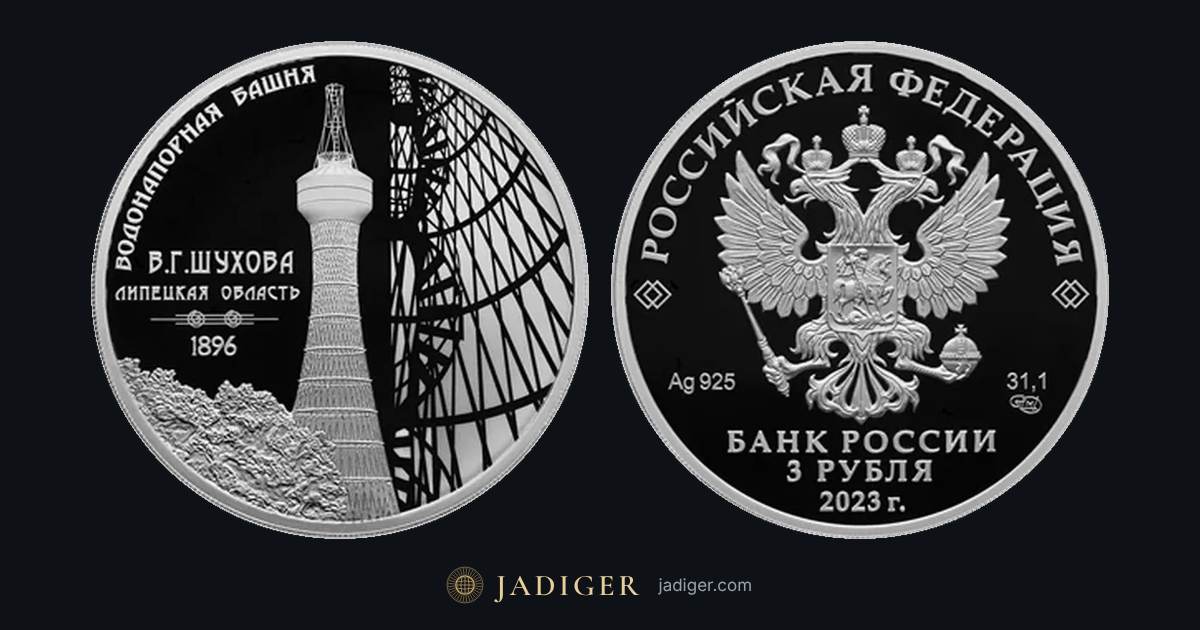 ВОДОНАПОРНАЯ БАШНЯ
В.Г.ШУХОВА
ЛИПЕЦКАЯ ОБЛАСТЬ
1896
РОССИЙСКАЯ ФЕДЕРАЦИЯ
Ag 925
31,1
БАНК РОССИИ
3 РУБЛЯ
2023 г.
JADIGER jadiger.com